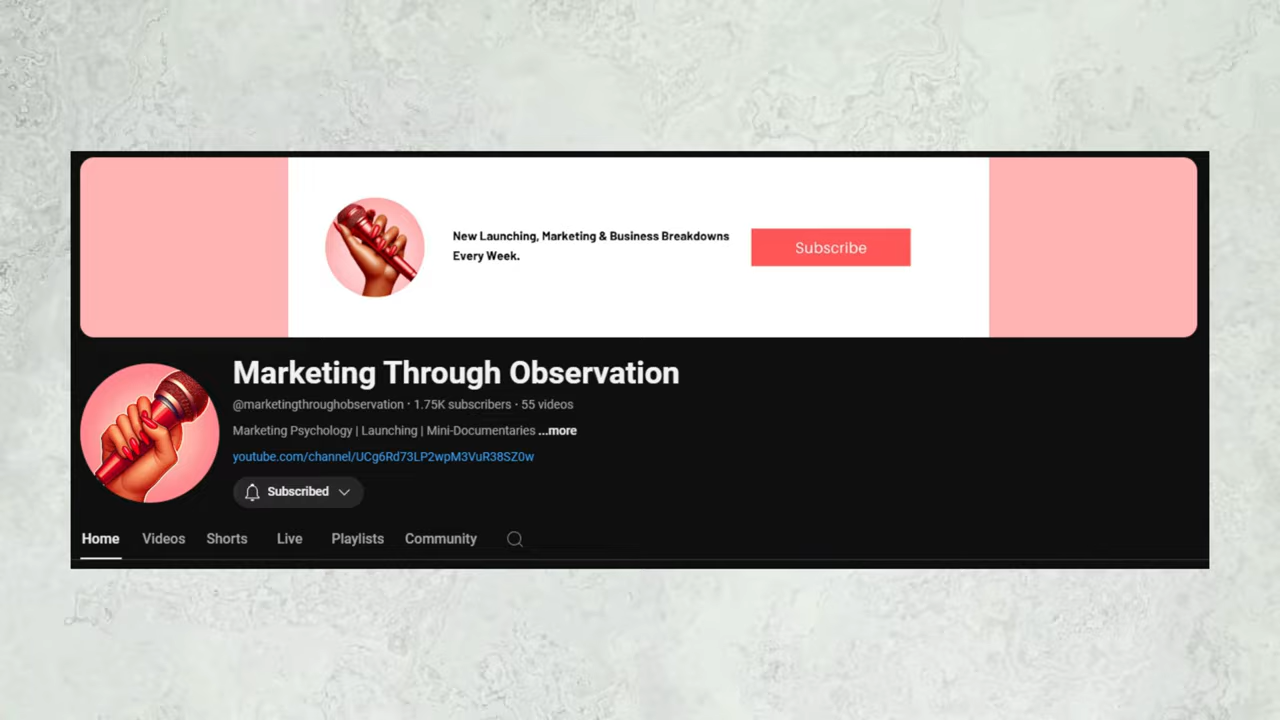 New Launching, Marketing & Business Breakdowns
Every Week.
Subscribe
Marketing Through Observation
@marketingthroughobservation · 1.75K subscribers · 55 videos
Marketing Psychology | Launching | Mini-Documentaries ...more
youtube.com/channel/UCg6Rd73LP2wpM3VuR38SZ0w
Subscribed
Home Videos Shorts Live Playlists Community